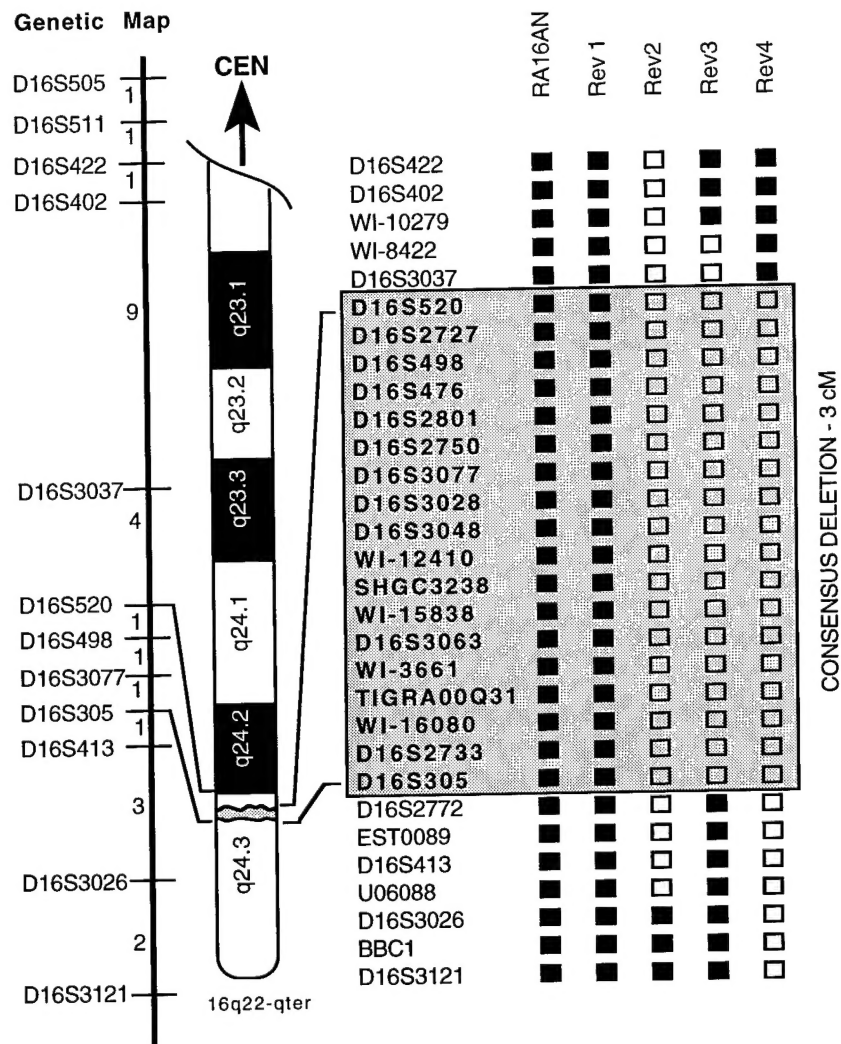 Genetic Map
D16S505
1
D16S511
1
D16S422
1
D16S402
9
D16S3037
4
D16S520
1
D16S498
1
D16S3077
1
D16S305
1
D16S413
3
D16S3026
2
D16S3121
CEN
q23.1
q23.2
q23.3
q24.1
q24.2
q24.3
16q22-qter
RA16AN
Rev 1
Rev2
Rev3
Rev4
D16S422
D16S402
WI-10279
WI-8422
D16S3037
D16S520
D16S2727
D16S498
D16S476
D16S2801
D16S2750
D16S3077
D16S3028
D16S3048
WI-12410
SHGC3238
WI-15838
D16S3063
WI-3661
TIGRA00Q31
WI-16080
D16S2733
D16S305
D16S2772
EST0089
D16S413
U06088
D16S3026
BBC1
D16S3121
CONSENSUS DELETION - 3 cM